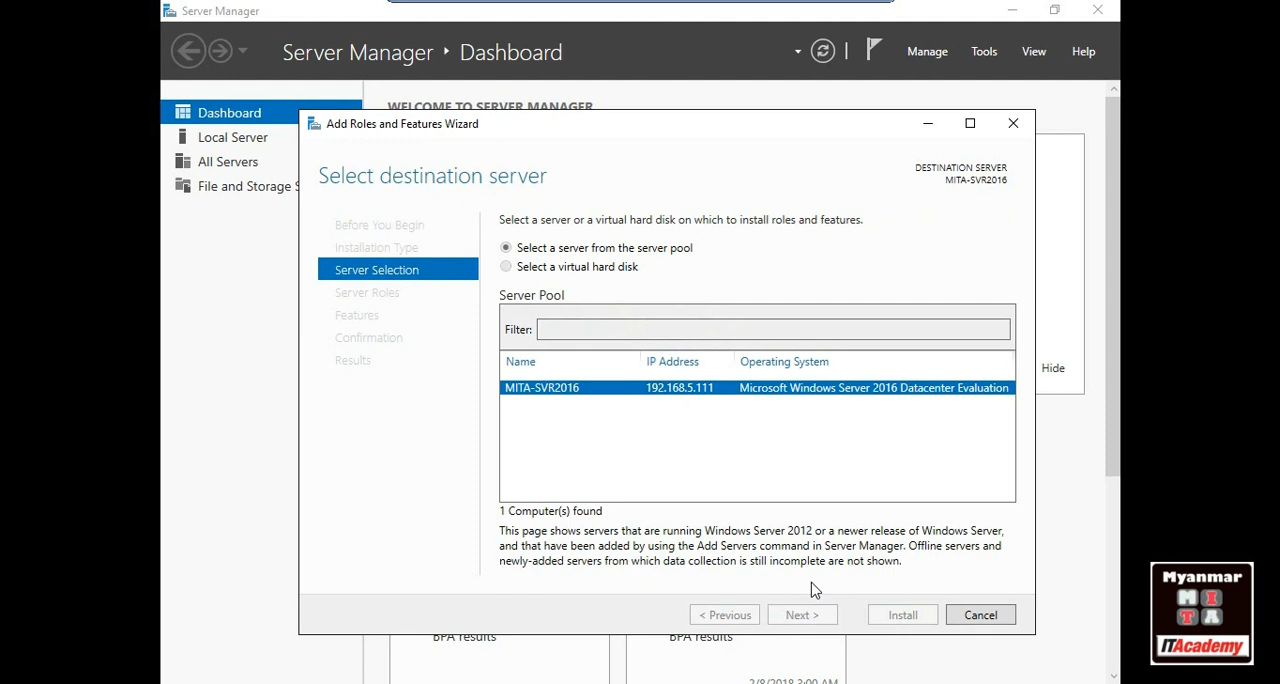 Server Manager
Server Manager ‣ Dashboard
Manage Tools View Help
Dashboard
Local Server
All Servers
File and Storage S
WELCOME TO SERVER MANAGER
Hide
Add Roles and Features Wizard
Select destination server
DESTINATION SERVER
MITA-SVR2016
Before You Begin
Installation Type
Server Selection
Server Roles
Features
Confirmation
Results
Select a server or a virtual hard disk on which to install roles and features.
Select a server from the server pool
Select a virtual hard disk
Server Pool
Filter:
Name IP Address Operating System
MITA-SVR2016 192.168.5.111 Microsoft Windows Server 2016 Datacenter Evaluation
1 Computer(s) found
This page shows servers that are running Windows Server 2012 or a newer release of Windows Server,
and that have been added by using the Add Servers command in Server Manager. Offline servers and
newly-added servers from which data collection is still incomplete are not shown.
< Previous Next > Install Cancel
BPA results BPA results
2/8/2018 3:00 AM
Myanmar
M I
T A
ITAcademy